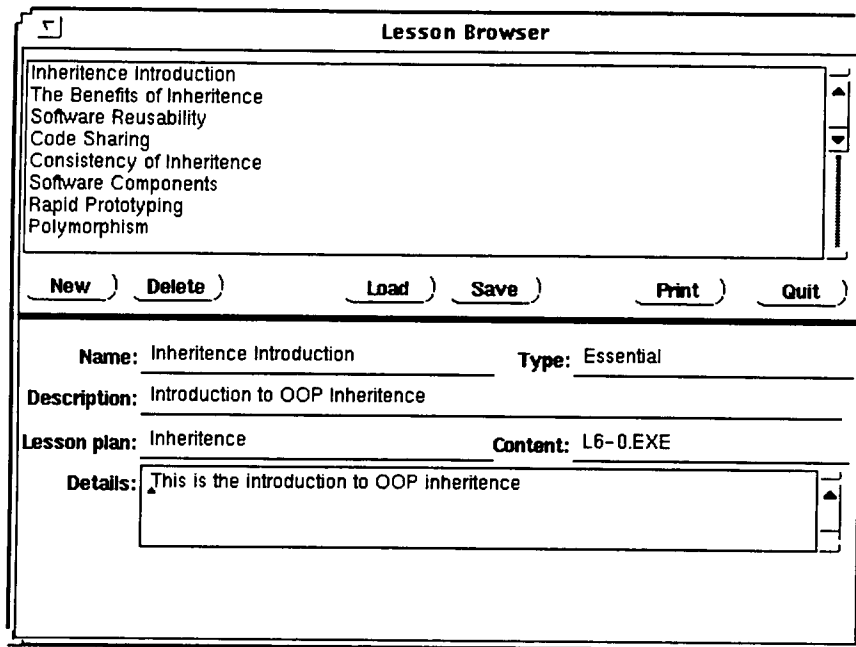 Lesson Browser
Inheritence Introduction
The Benefits of Inheritence
Software Reusability
Code Sharing
Consistency of Inheritence
Software Components
Rapid Prototyping
Polymorphism
New Delete Load Save Print Quit
Name: Inheritence Introduction Type: Essential
Description: Introduction to OOP Inheritence
Lesson plan: Inheritence Content: L6-0.EXE
Details: This is the introduction to OOP inheritence